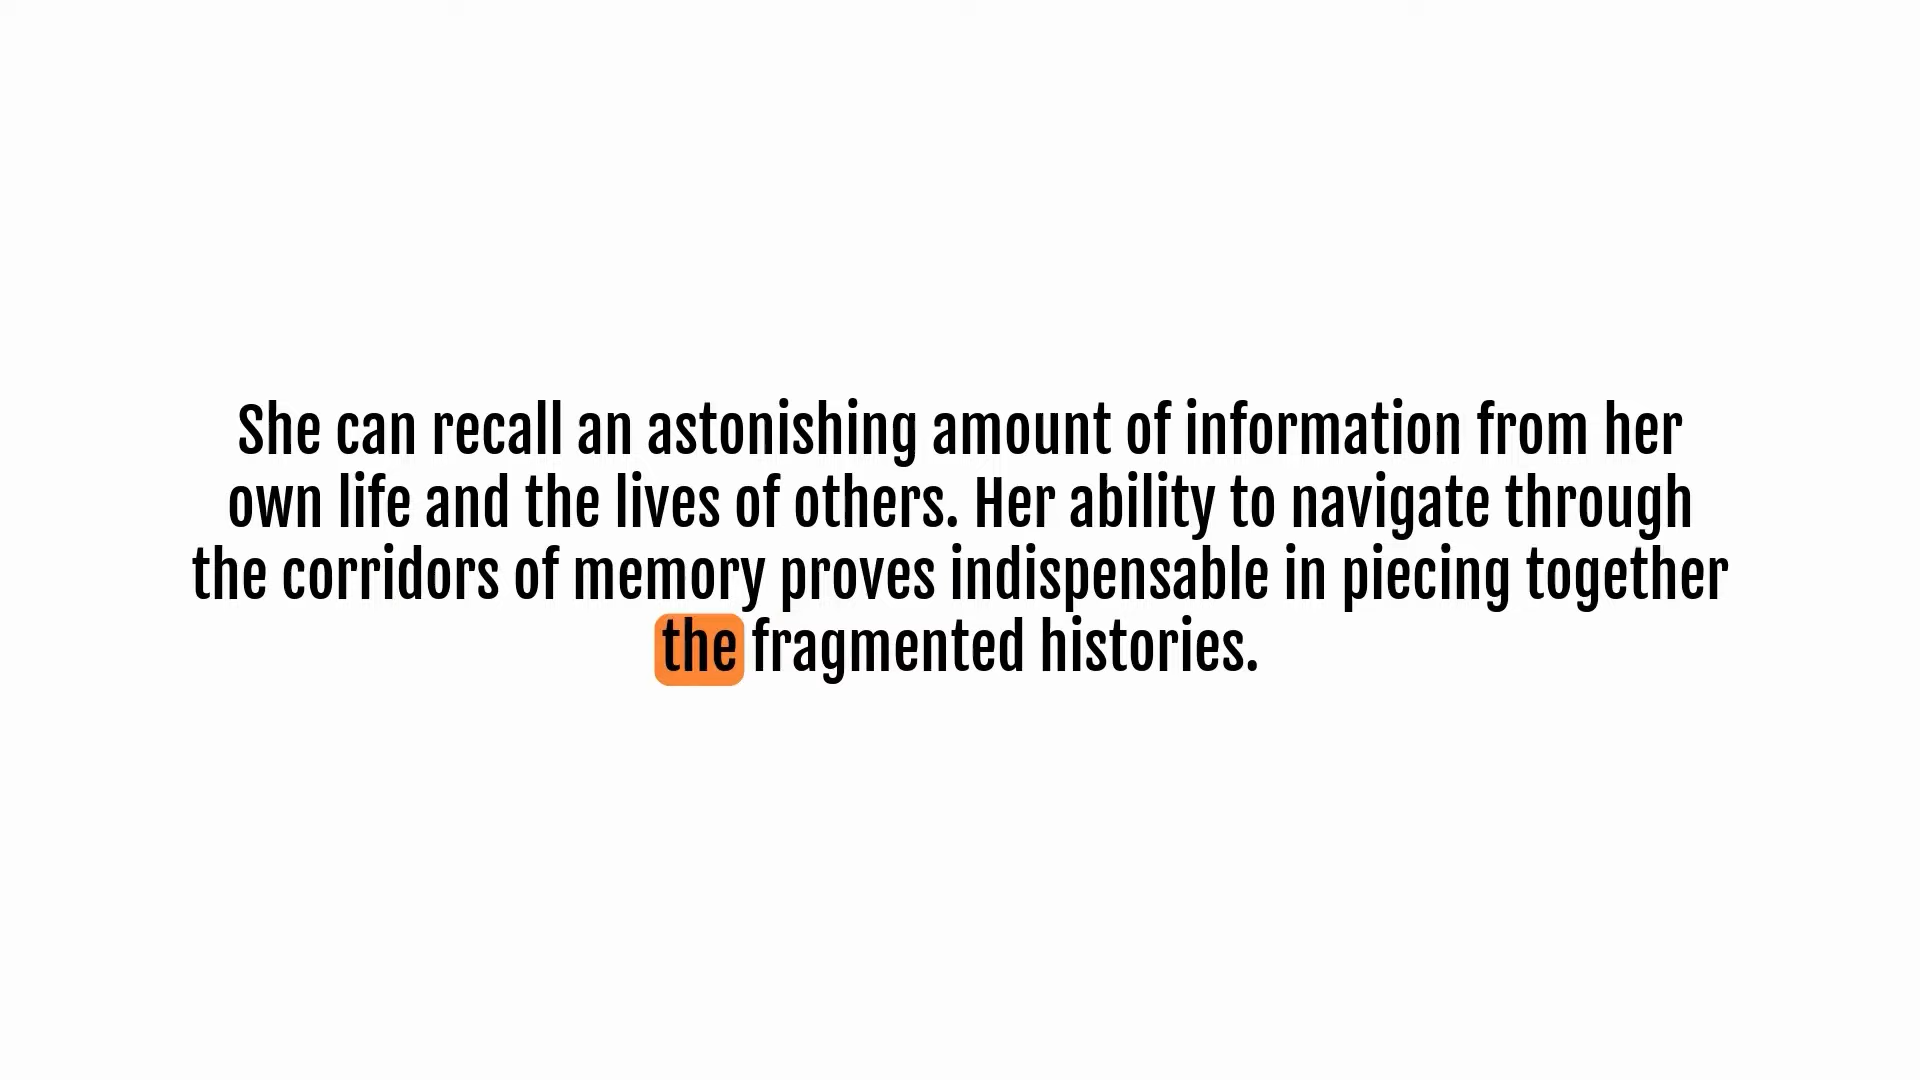 She can recall an astonishing amount of information from her
own life and the lives of others. Her ability to navigate through
the corridors of memory proves indispensable in piecing together
the fragmented histories.